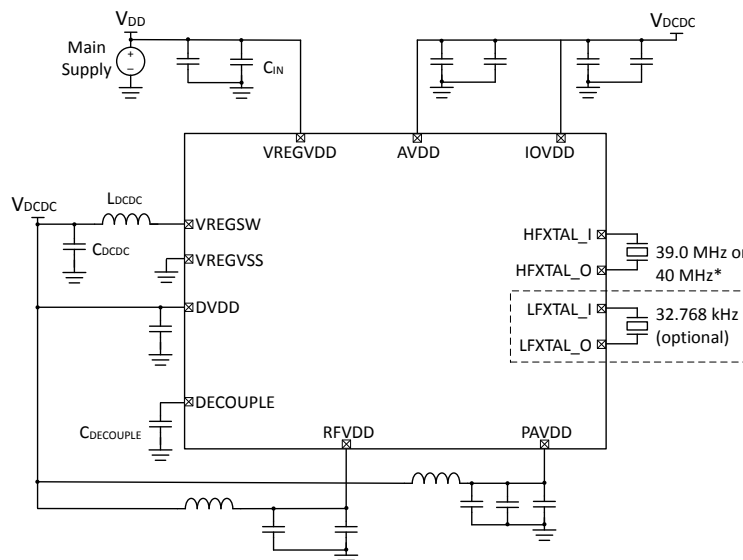 VDD
VDCDC
Main
Supply
+
-
CIN
VREGVDD
AVDD
IOVDD
VDCDC
LDCDC
VREGSW
CDCDC
VREGVSS
DVDD
DECOUPLE
CDECOUPLE
HFXTAL_I
HFXTAL_O
39.0 MHz or
40 MHz*
LFXTAL_I
LFXTAL_O
32.768 kHz
(optional)
RFVDD
PAVDD